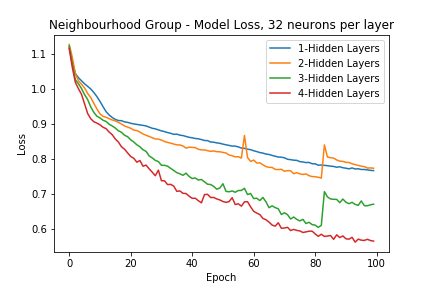 Neighbourhood Group - Model Loss, 32 neurons per layer
1-Hidden Layers
2-Hidden Layers
3-Hidden Layers
4-Hidden Layers
Loss
1.1
1.0
0.9
0.8
0.7
0.6
0 20 40 60 80 100
Epoch